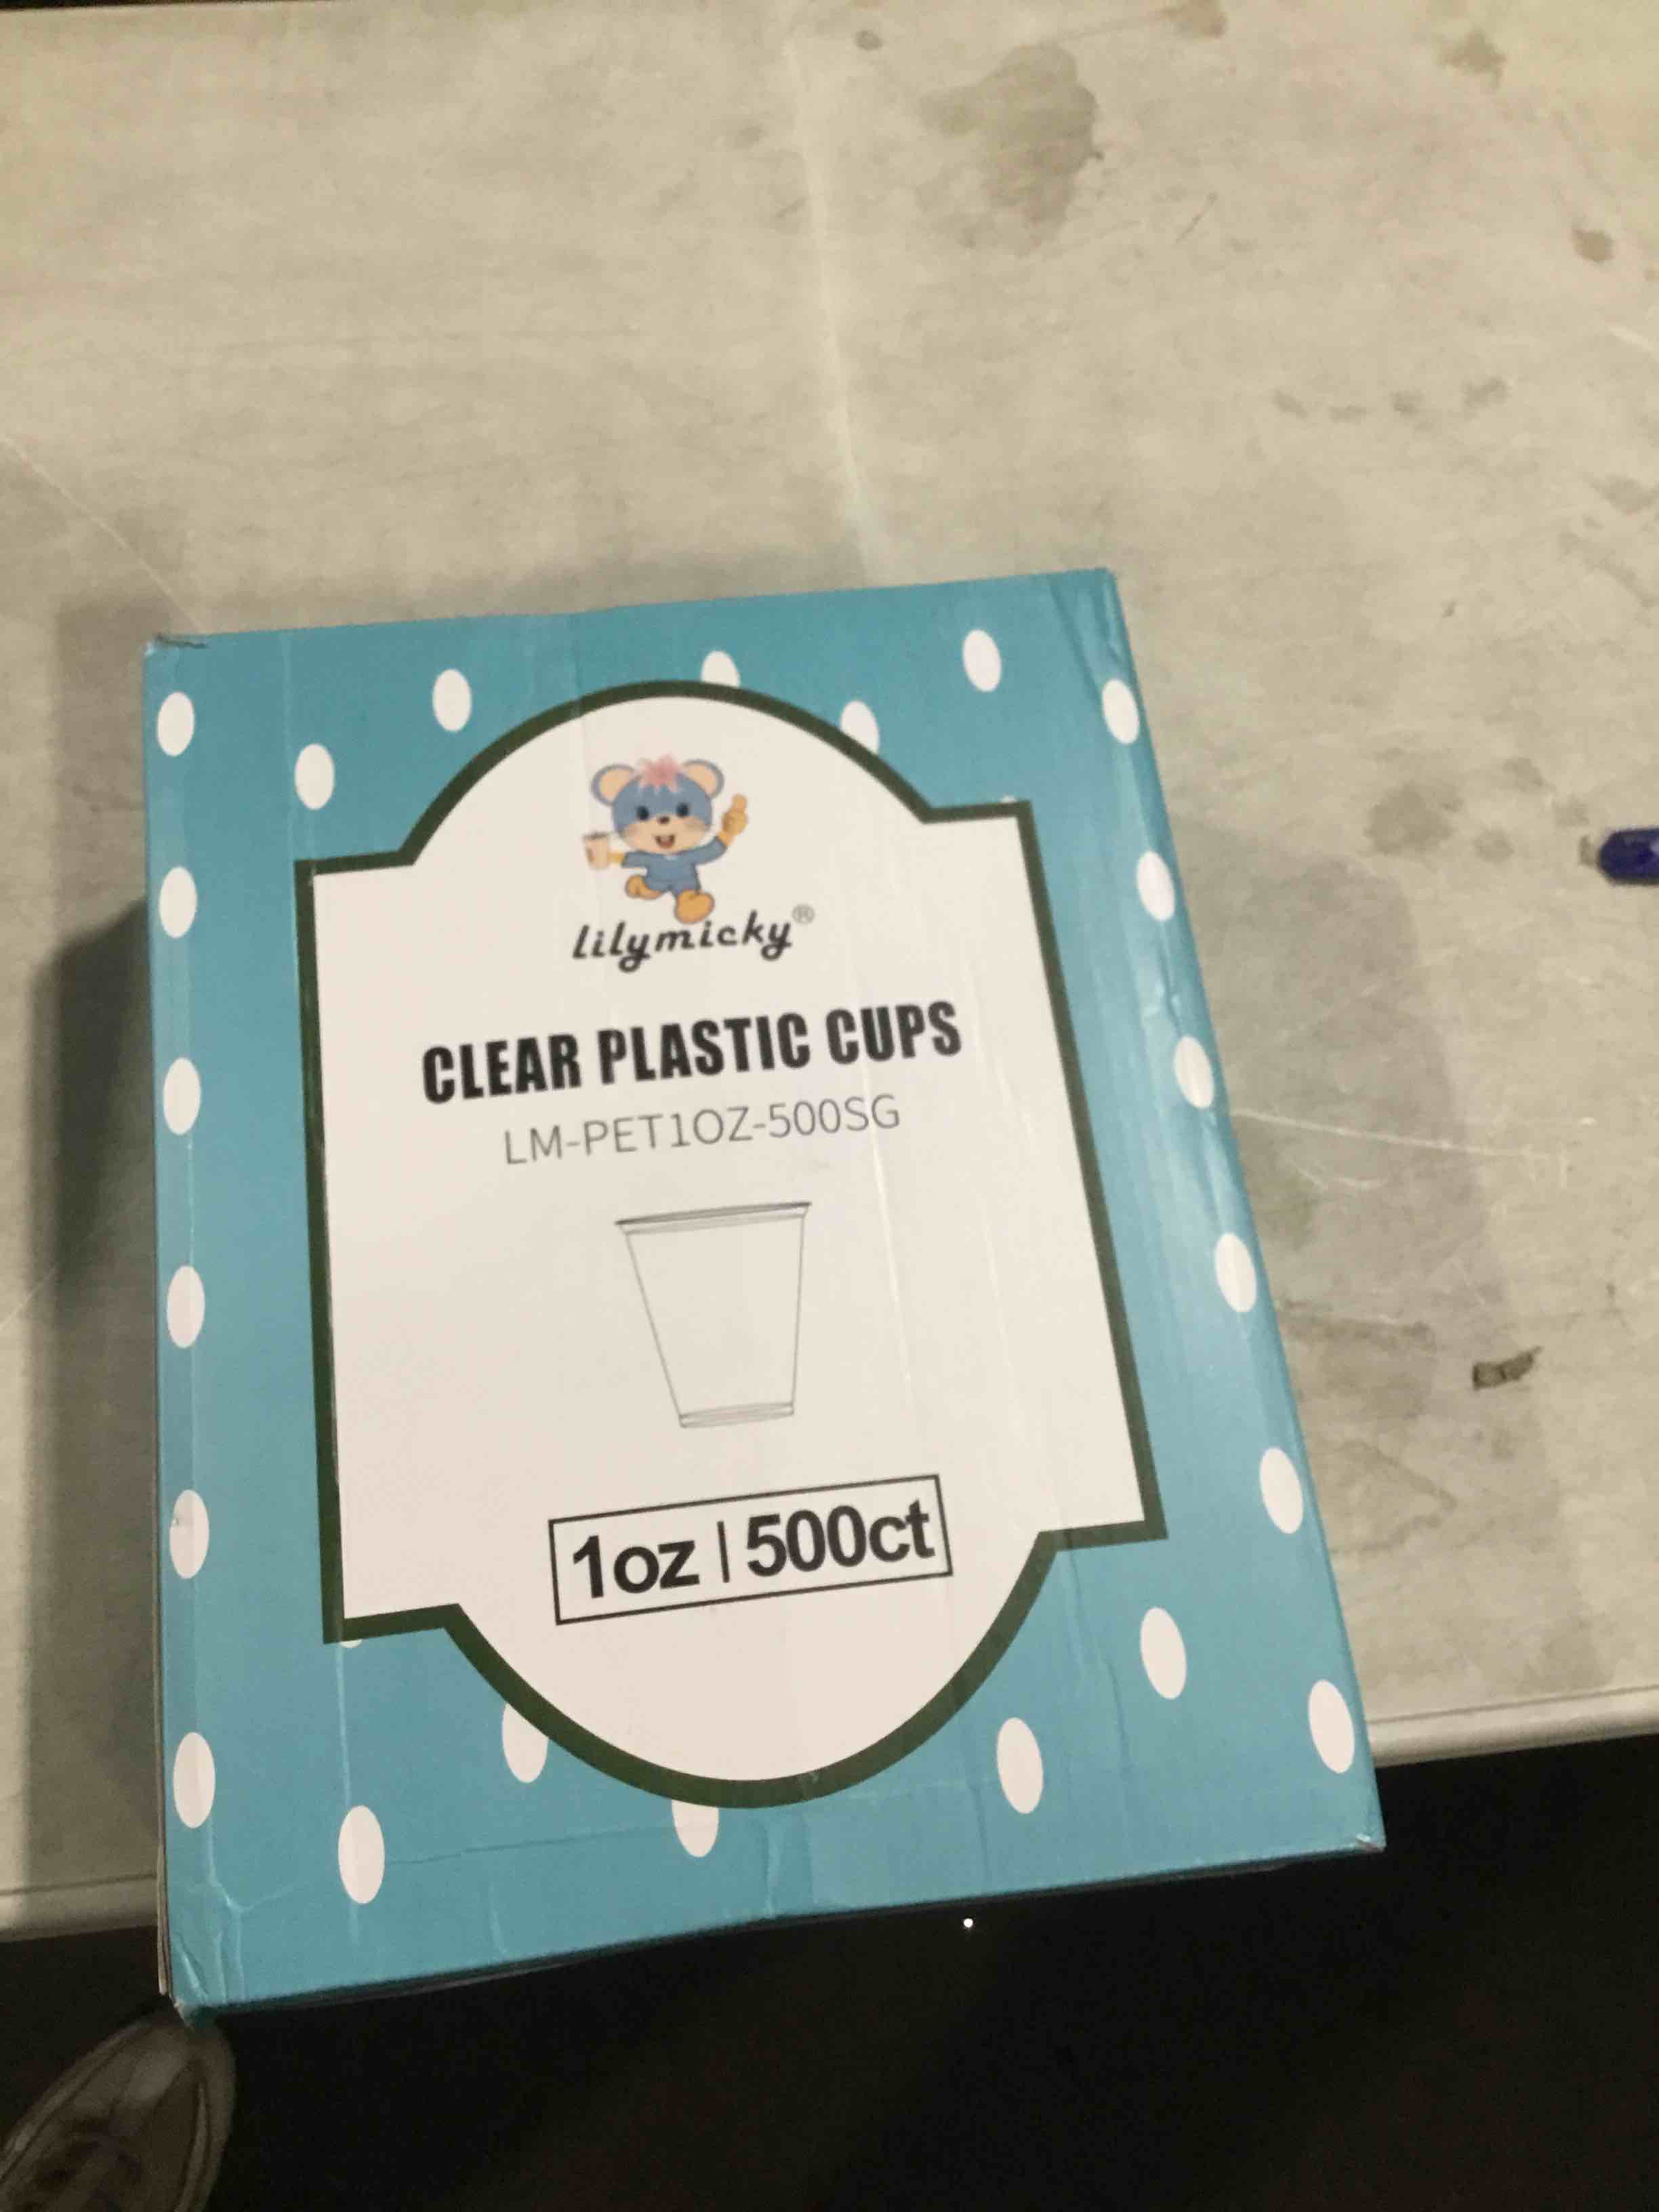 lilymicky®
CLEAR PLASTIC CUPS
LM-PET1OZ-500SG
1oz | 500ct